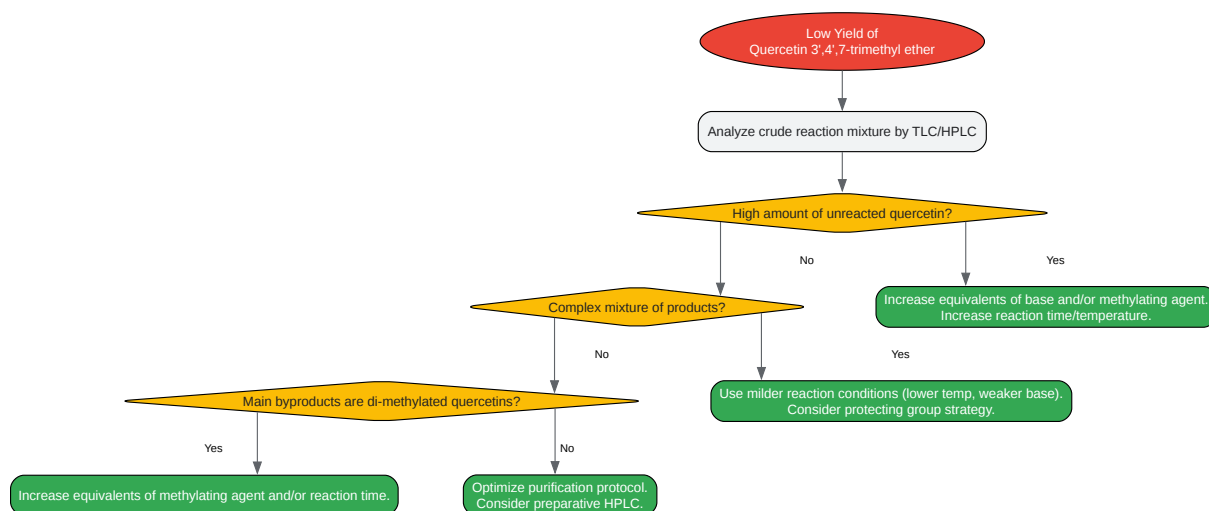 Low Yield of
Quercetin 3',4',7-trimethyl ether
Analyze crude reaction mixture by TLC/HPLC
High amount of unreacted quercetin?
No
Yes
Increase equivalents of base and/or methylating agent.
Increase reaction time/temperature.
Complex mixture of products?
No
Yes
Use milder reaction conditions (lower temp, weaker base).
Consider protecting group strategy.
Main byproducts are di-methylated quercetins?
Yes
No
Increase equivalents of methylating agent and/or reaction time.
Optimize purification protocol.
Consider preparative HPLC.